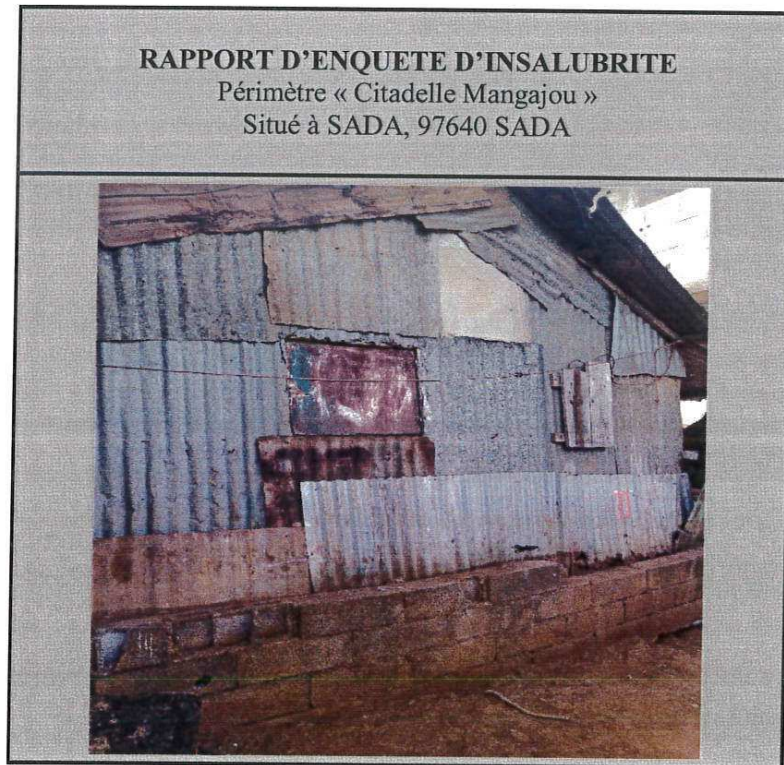 RAPPORT D'ENQUETE D'INSALUBRITE
Périmètre « Citadelle Mangajou »
Situé à SADA, 97640 SADA